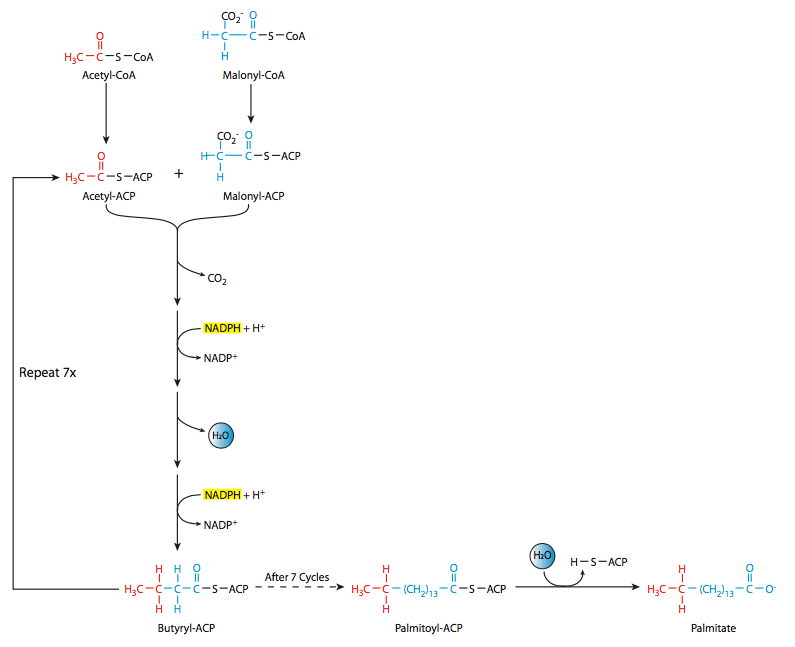 CO₂⁻ O
O H–C–C–S–CoA
H₃C–C–S–CoA H
Acetyl-CoA Malonyl-CoA
CO₂⁻ O
O H–C–C–S–ACP
H₃C–C–S–ACP + H
Acetyl-ACP Malonyl-ACP
CO₂
NADPH + H⁺
NADP⁺
Repeat 7x
H₂O
NADPH + H⁺
NADP⁺
H₂O H–S–ACP
H H O After 7 Cycles H O H O
H₃C–C–C–C–S–ACP H₃C–C–(CH₂)₁₃–C–S–ACP H₃C–C–(CH₂)₁₃–C–O⁻
H H H H
Butyryl-ACP Palmitoyl-ACP Palmitate